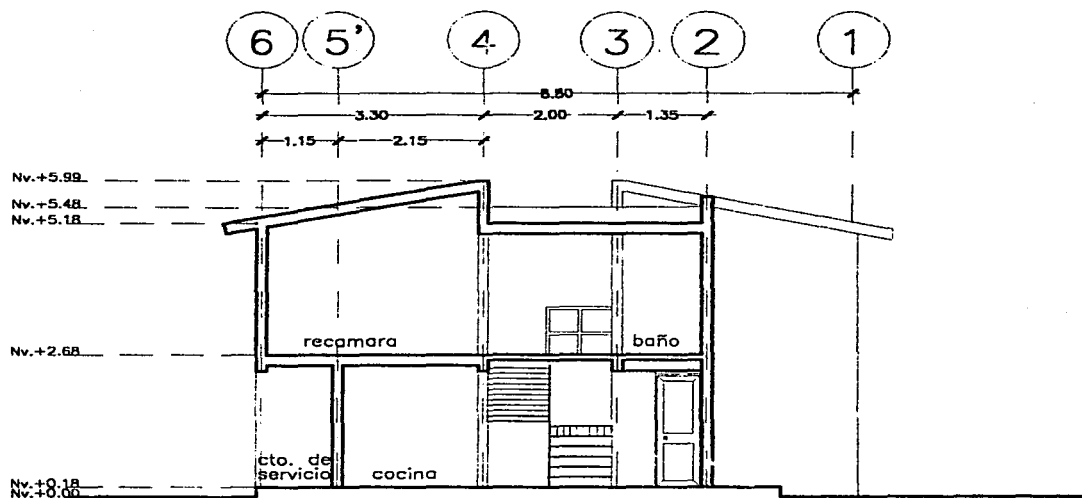 6 5' 4 3 2 1
8.80
3.30 2.00 1.35
1.15 2.15
Nv.+5.99
Nv.+5.48
Nv.+5.18
Nv.+2.68
recamara baño
cto. de
servicio cocina
Nv.+0.18
Nv.+0.00